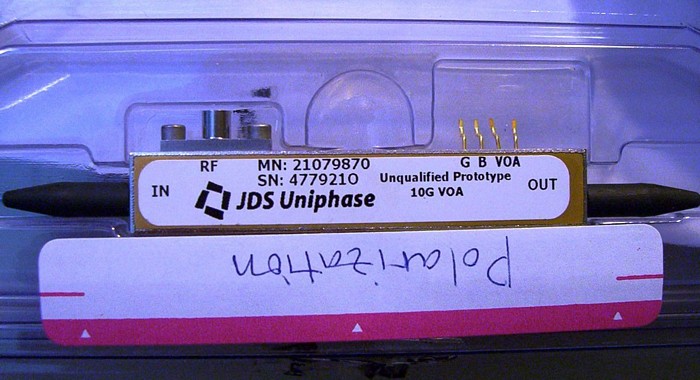 RF MN: 21079870 G B VOA
IN SN: 4779210 Unqualified Prototype OUT
JDS Uniphase 10G VOA
Polarization